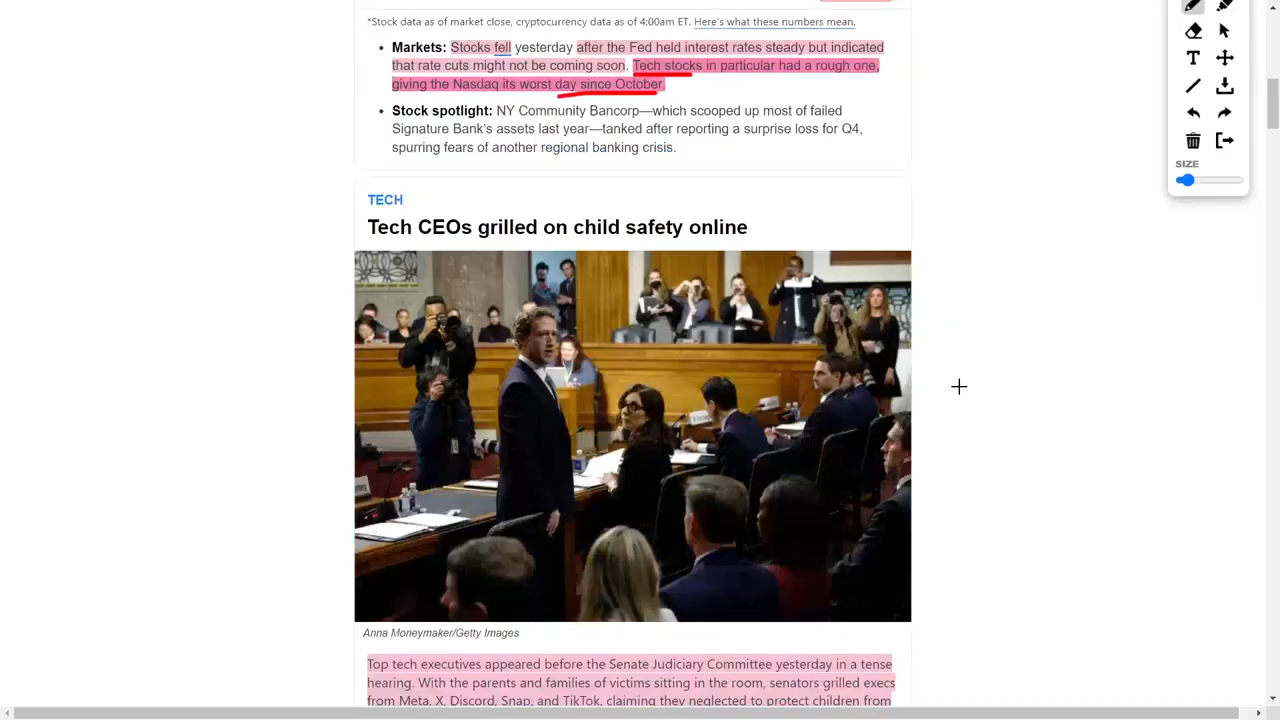 *Stock data as of market close, cryptocurrency data as of 4:00am ET. Here's what these numbers mean.
• Markets: Stocks fell yesterday after the Fed held interest rates steady but indicated
that rate cuts might not be coming soon. Tech stocks in particular had a rough one,
giving the Nasdaq its worst day since October.
• Stock spotlight: NY Community Bancorp—which scooped up most of failed
Signature Bank's assets last year—tanked after reporting a surprise loss for Q4,
spurring fears of another regional banking crisis.
SIZE
TECH
Tech CEOs grilled on child safety online
Anna Moneymaker/Getty Images
Top tech executives appeared before the Senate Judiciary Committee yesterday in a tense
hearing. With the parents and families of victims sitting in the room, senators grilled execs
from Meta, X, Discord, Snap, and TikTok, claiming they neglected to protect children from